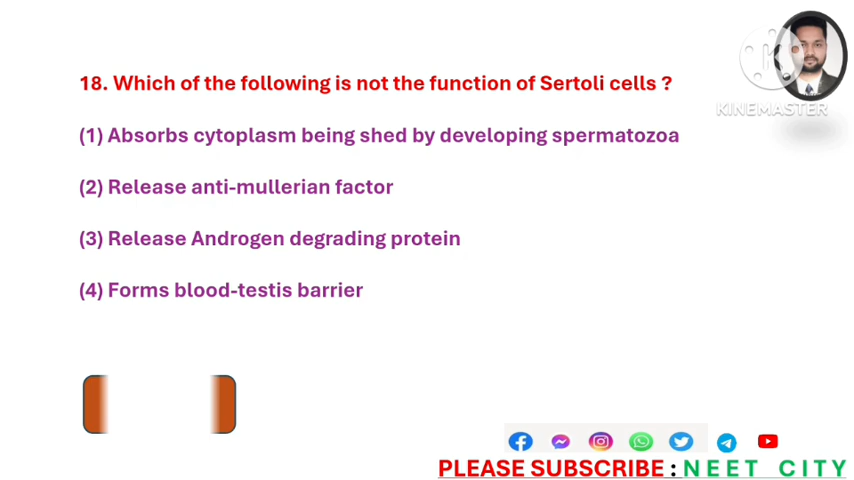 KINEMASTER
18. Which of the following is not the function of Sertoli cells ?
(1) Absorbs cytoplasm being shed by developing spermatozoa
(2) Release anti-mullerian factor
(3) Release Androgen degrading protein
(4) Forms blood-testis barrier
PLEASE SUBSCRIBE : NEET CITY